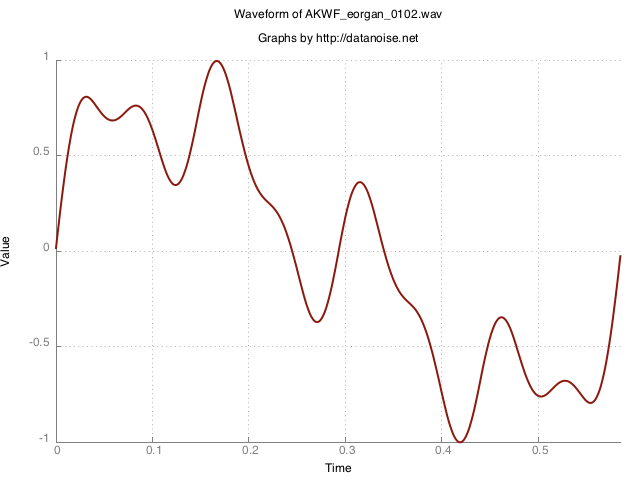 Waveform of AKWF_eorgan_0102.wav
Graphs by http://datanoise.net
1
0.5
0
-0.5
-1
Value
0 0.1 0.2 0.3 0.4 0.5
Time